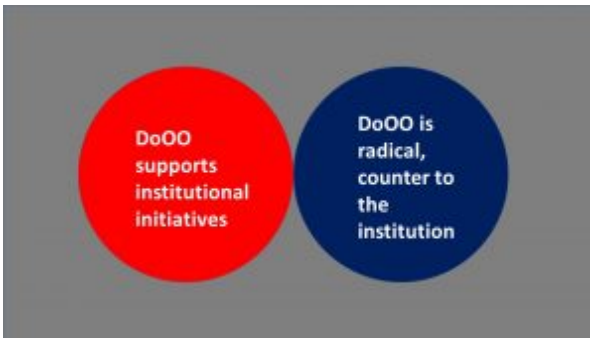 DoOO
supports
institutional
initiatives
DoOO is
radical,
counter to
the
institution